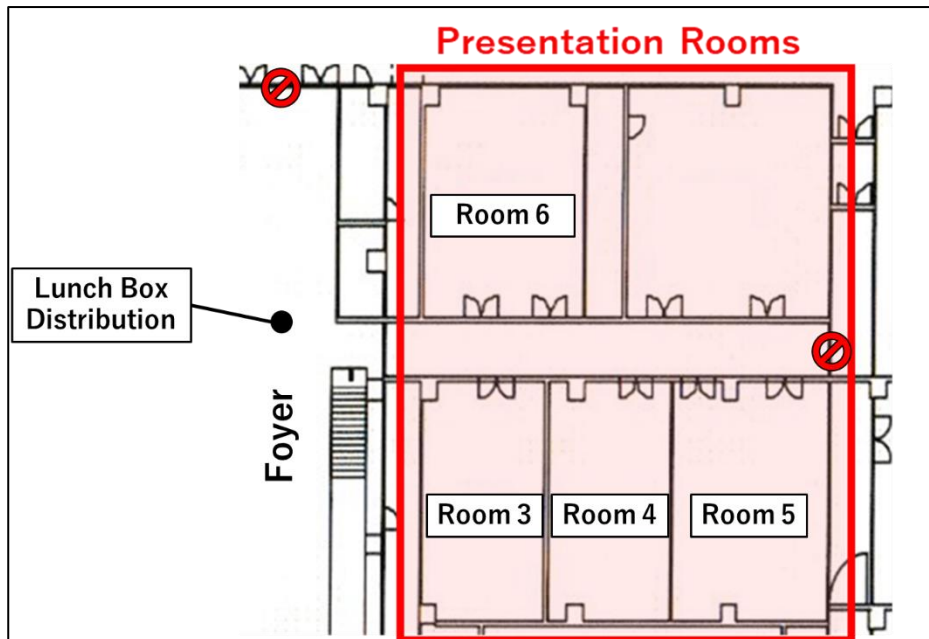 Presentation Rooms
Room 6
Lunch Box
Distribution
Foyer
Room 3
Room 4
Room 5